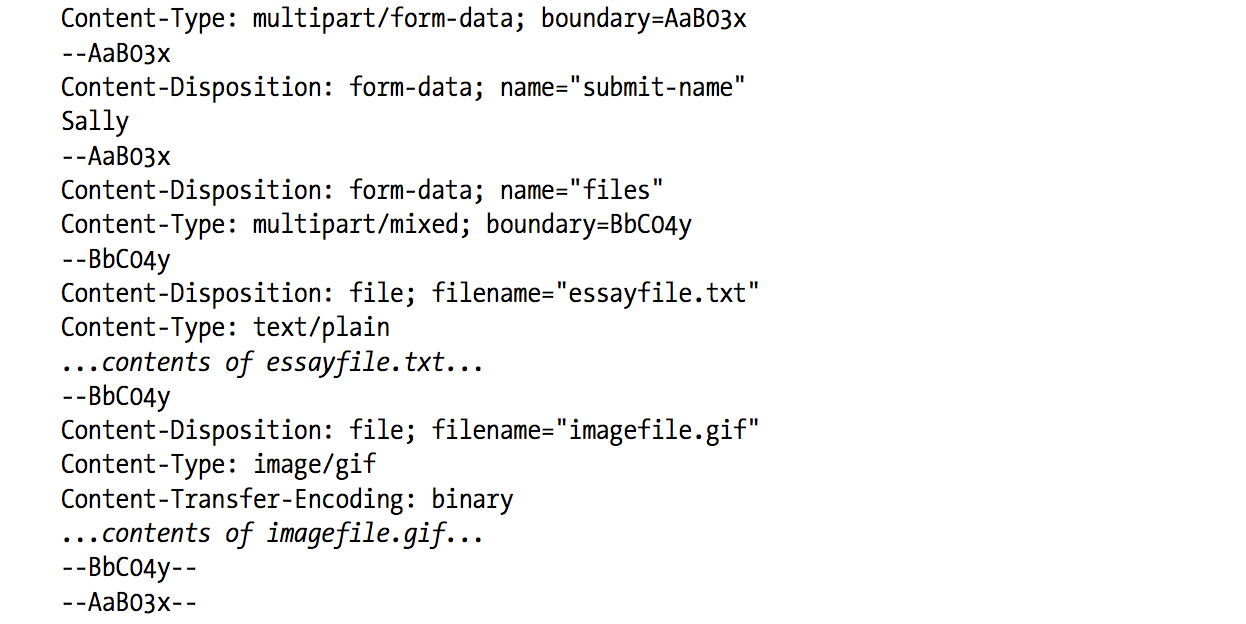 Content-Type: multipart/form-data; boundary=AaB03x
--AaB03x
Content-Disposition: form-data; name="submit-name"
Sally
--AaB03x
Content-Disposition: form-data; name="files"
Content-Type: multipart/mixed; boundary=BbC04y
--BbC04y
Content-Disposition: file; filename="essayfile.txt"
Content-Type: text/plain
...contents of essayfile.txt...
--BbC04y
Content-Disposition: file; filename="imagefile.gif"
Content-Type: image/gif
Content-Transfer-Encoding: binary
...contents of imagefile.gif...
--BbC04y--
--AaB03x--